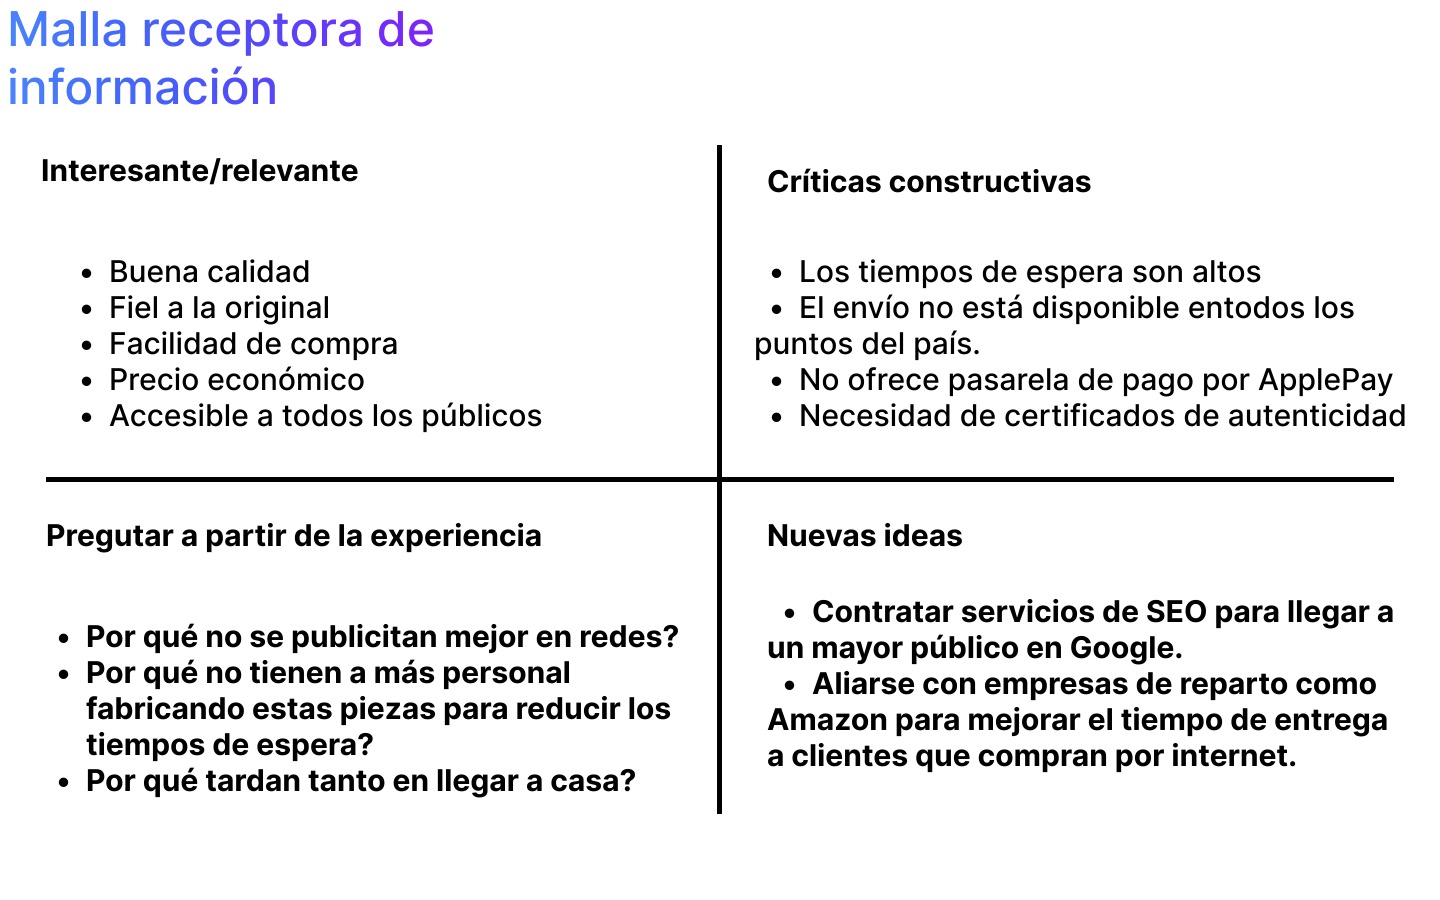 Malla receptora de
información
Interesante/relevante
• Buena calidad
• Fiel a la original
• Facilidad de compra
• Precio económico
• Accesible a todos los públicos
Críticas constructivas
• Los tiempos de espera son altos
• El envío no está disponible entodos los
puntos del país.
• No ofrece pasarela de pago por ApplePay
• Necesidad de certificados de autenticidad
Pregutar a partir de la experiencia
• Por qué no se publicitan mejor en redes?
• Por qué no tienen a más personal
fabricando estas piezas para reducir los
tiempos de espera?
• Por qué tardan tanto en llegar a casa?
Nuevas ideas
• Contratar servicios de SEO para llegar a
un mayor público en Google.
• Aliarse con empresas de reparto como
Amazon para mejorar el tiempo de entrega
a clientes que compran por internet.